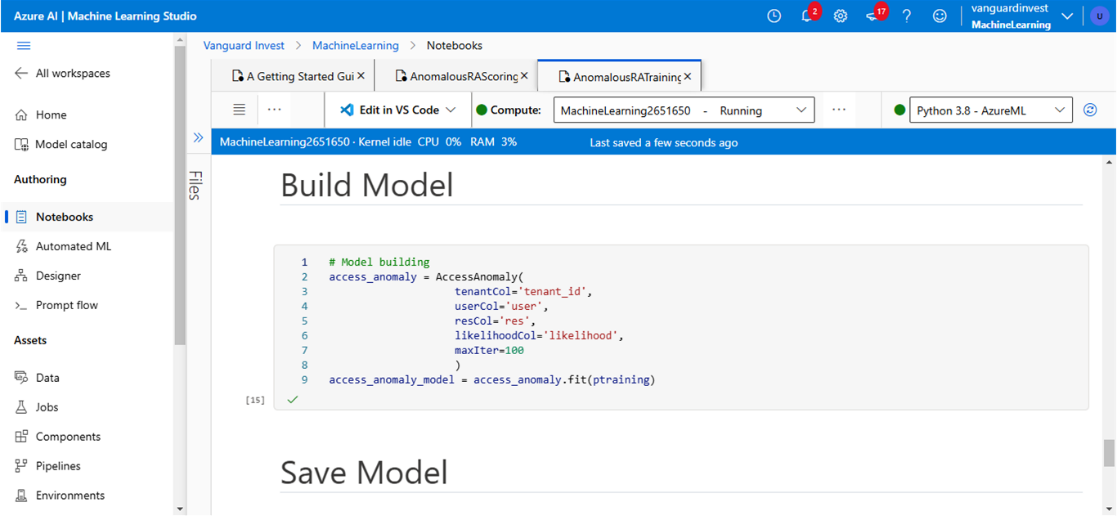 Azure AI | Machine Learning Studio
2
17
?
vanguardinvest
MachineLearning
U
All workspaces
Home
Model catalog
Authoring
Notebooks
Automated ML
Designer
Prompt flow
Assets
Data
Jobs
Components
Pipelines
Environments
Vanguard Invest > MachineLearning > Notebooks
A Getting Started Gui ×
AnomalousRAScoring ×
AnomalousRATraining ×
··· Edit in VS Code
Compute: MachineLearning2651650 - Running
··· Python 3.8 - AzureML
MachineLearning2651650 · Kernel idle CPU 0% RAM 3% Last saved a few seconds ago
Files
Build Model
1 # Model building
2 access_anomaly = AccessAnomaly(
3 tenantCol='tenant_id',
4 userCol='user',
5 resCol='res',
6 likelihoodCol='likelihood',
7 maxIter=100
8 )
9 access_anomaly_model = access_anomaly.fit(ptraining)
[15]
Save Model